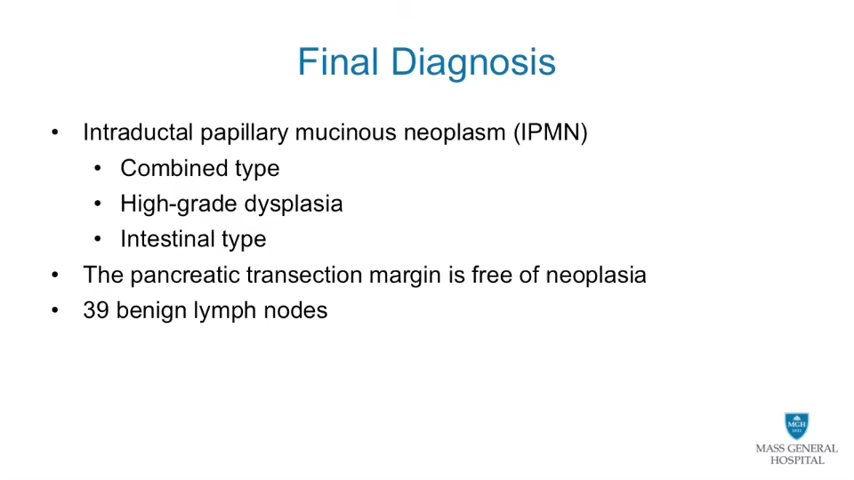 Final Diagnosis
• Intraductal papillary mucinous neoplasm (IPMN)
• Combined type
• High-grade dysplasia
• Intestinal type
• The pancreatic transection margin is free of neoplasia
• 39 benign lymph nodes
MGH
1811
MASS GENERAL
HOSPITAL